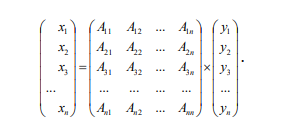 ( x₁ ) ( A₁₁ A₁₂ ... A₁ₙ ) ( y₁ )
( x₂ ) ( A₂₁ A₂₂ ... A₂ₙ ) ( y₂ )
( x₃ ) = ( A₃₁ A₃₂ ... A₃ₙ ) × ( y₃ ) .
( ... ) ( ... ... ... ... ) ( ... )
( xₙ ) ( Aₙ₁ Aₙ₂ ... Aₙₙ ) ( yₙ )